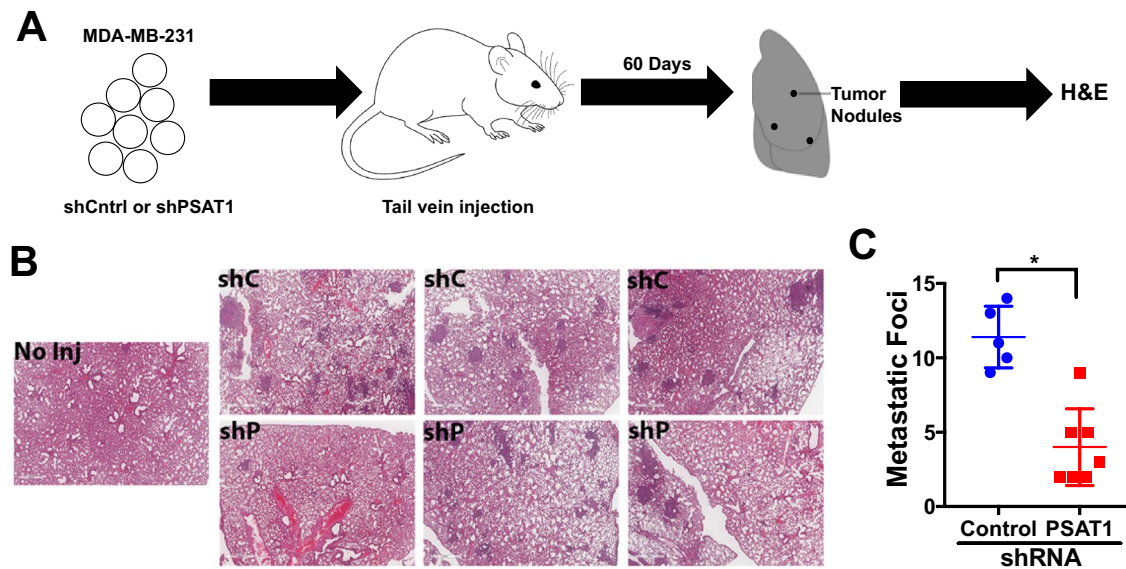 A
MDA-MB-231
shCntrl or shPSAT1
Tail vein injection
60 Days
Tumor
Nodules
H&E
B
No Inj
shC
shC
shC
shP
shP
shP
C
*
Metastatic Foci
15
10
5
0
Control PSAT1
shRNA